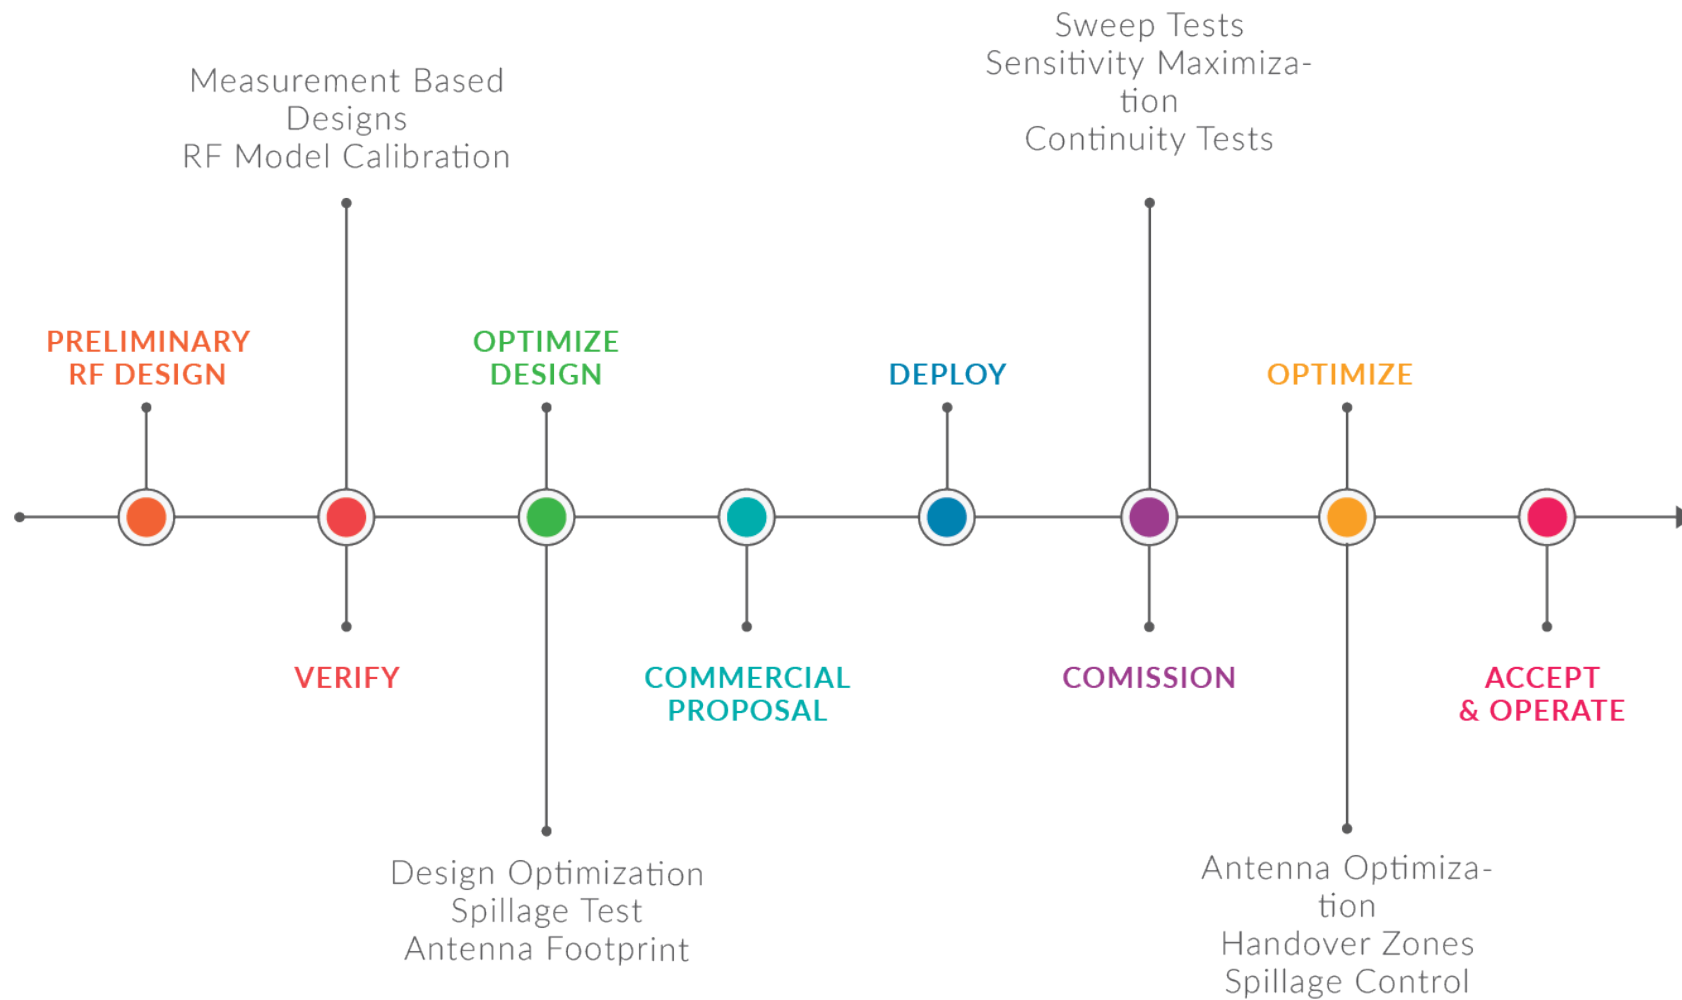 Sweep Tests
Sensitivity Maximiza-
tion
Continuity Tests
Measurement Based
Designs
RF Model Calibration
PRELIMINARY
RF DESIGN
OPTIMIZE
DESIGN
DEPLOY
OPTIMIZE
VERIFY
COMMERCIAL
PROPOSAL
COMISSION
ACCEPT
& OPERATE
Design Optimization
Spillage Test
Antenna Footprint
Antenna Optimiza-
tion
Handover Zones
Spillage Control